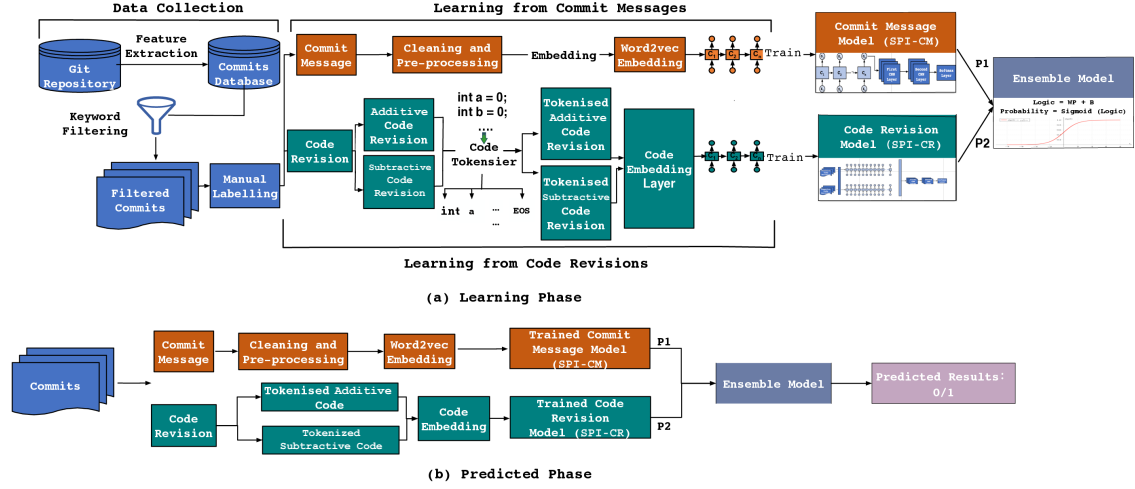 Data Collection
Learning from Commit Messages
Feature
Extraction
Git
Repository
Commits
Database
Keyword
Filtering
Filtered
Commits
Manual
Labelling
Commit
Message
Cleaning and
Pre-processing
Embedding
Word2vec
Embedding
Train
Commit Message
Model (SPI-CM)
P1
Code
Revision
Additive
Code
Revision
Subtractive
Code
Revision
int a = 0;
int b = 0;
....
Code
Tokensier
int
a
...
...
EOS
Tokenised
Additive
Code
Revision
Tokenised
Subtractive
Code
Revision
Code
Embedding
Layer
Train
Code Revision
Model (SPI-CR)
P2
Ensemble Model
Logic = WP + B
Probability = Sigmoid (Logic)
Learning from Code Revisions
(a) Learning Phase
Commits
Commit
Message
Cleaning and
Pre-processing
Word2vec
Embedding
Trained Commit
Message Model
(SPI-CM)
P1
Code
Revision
Tokenised Additive
Code
Tokenized
Subtractive Code
Code
Embedding
Trained Code
Revision
Model (SPI-CR)
P2
Ensemble Model
Predicted Results:
0/1
(b) Predicted Phase